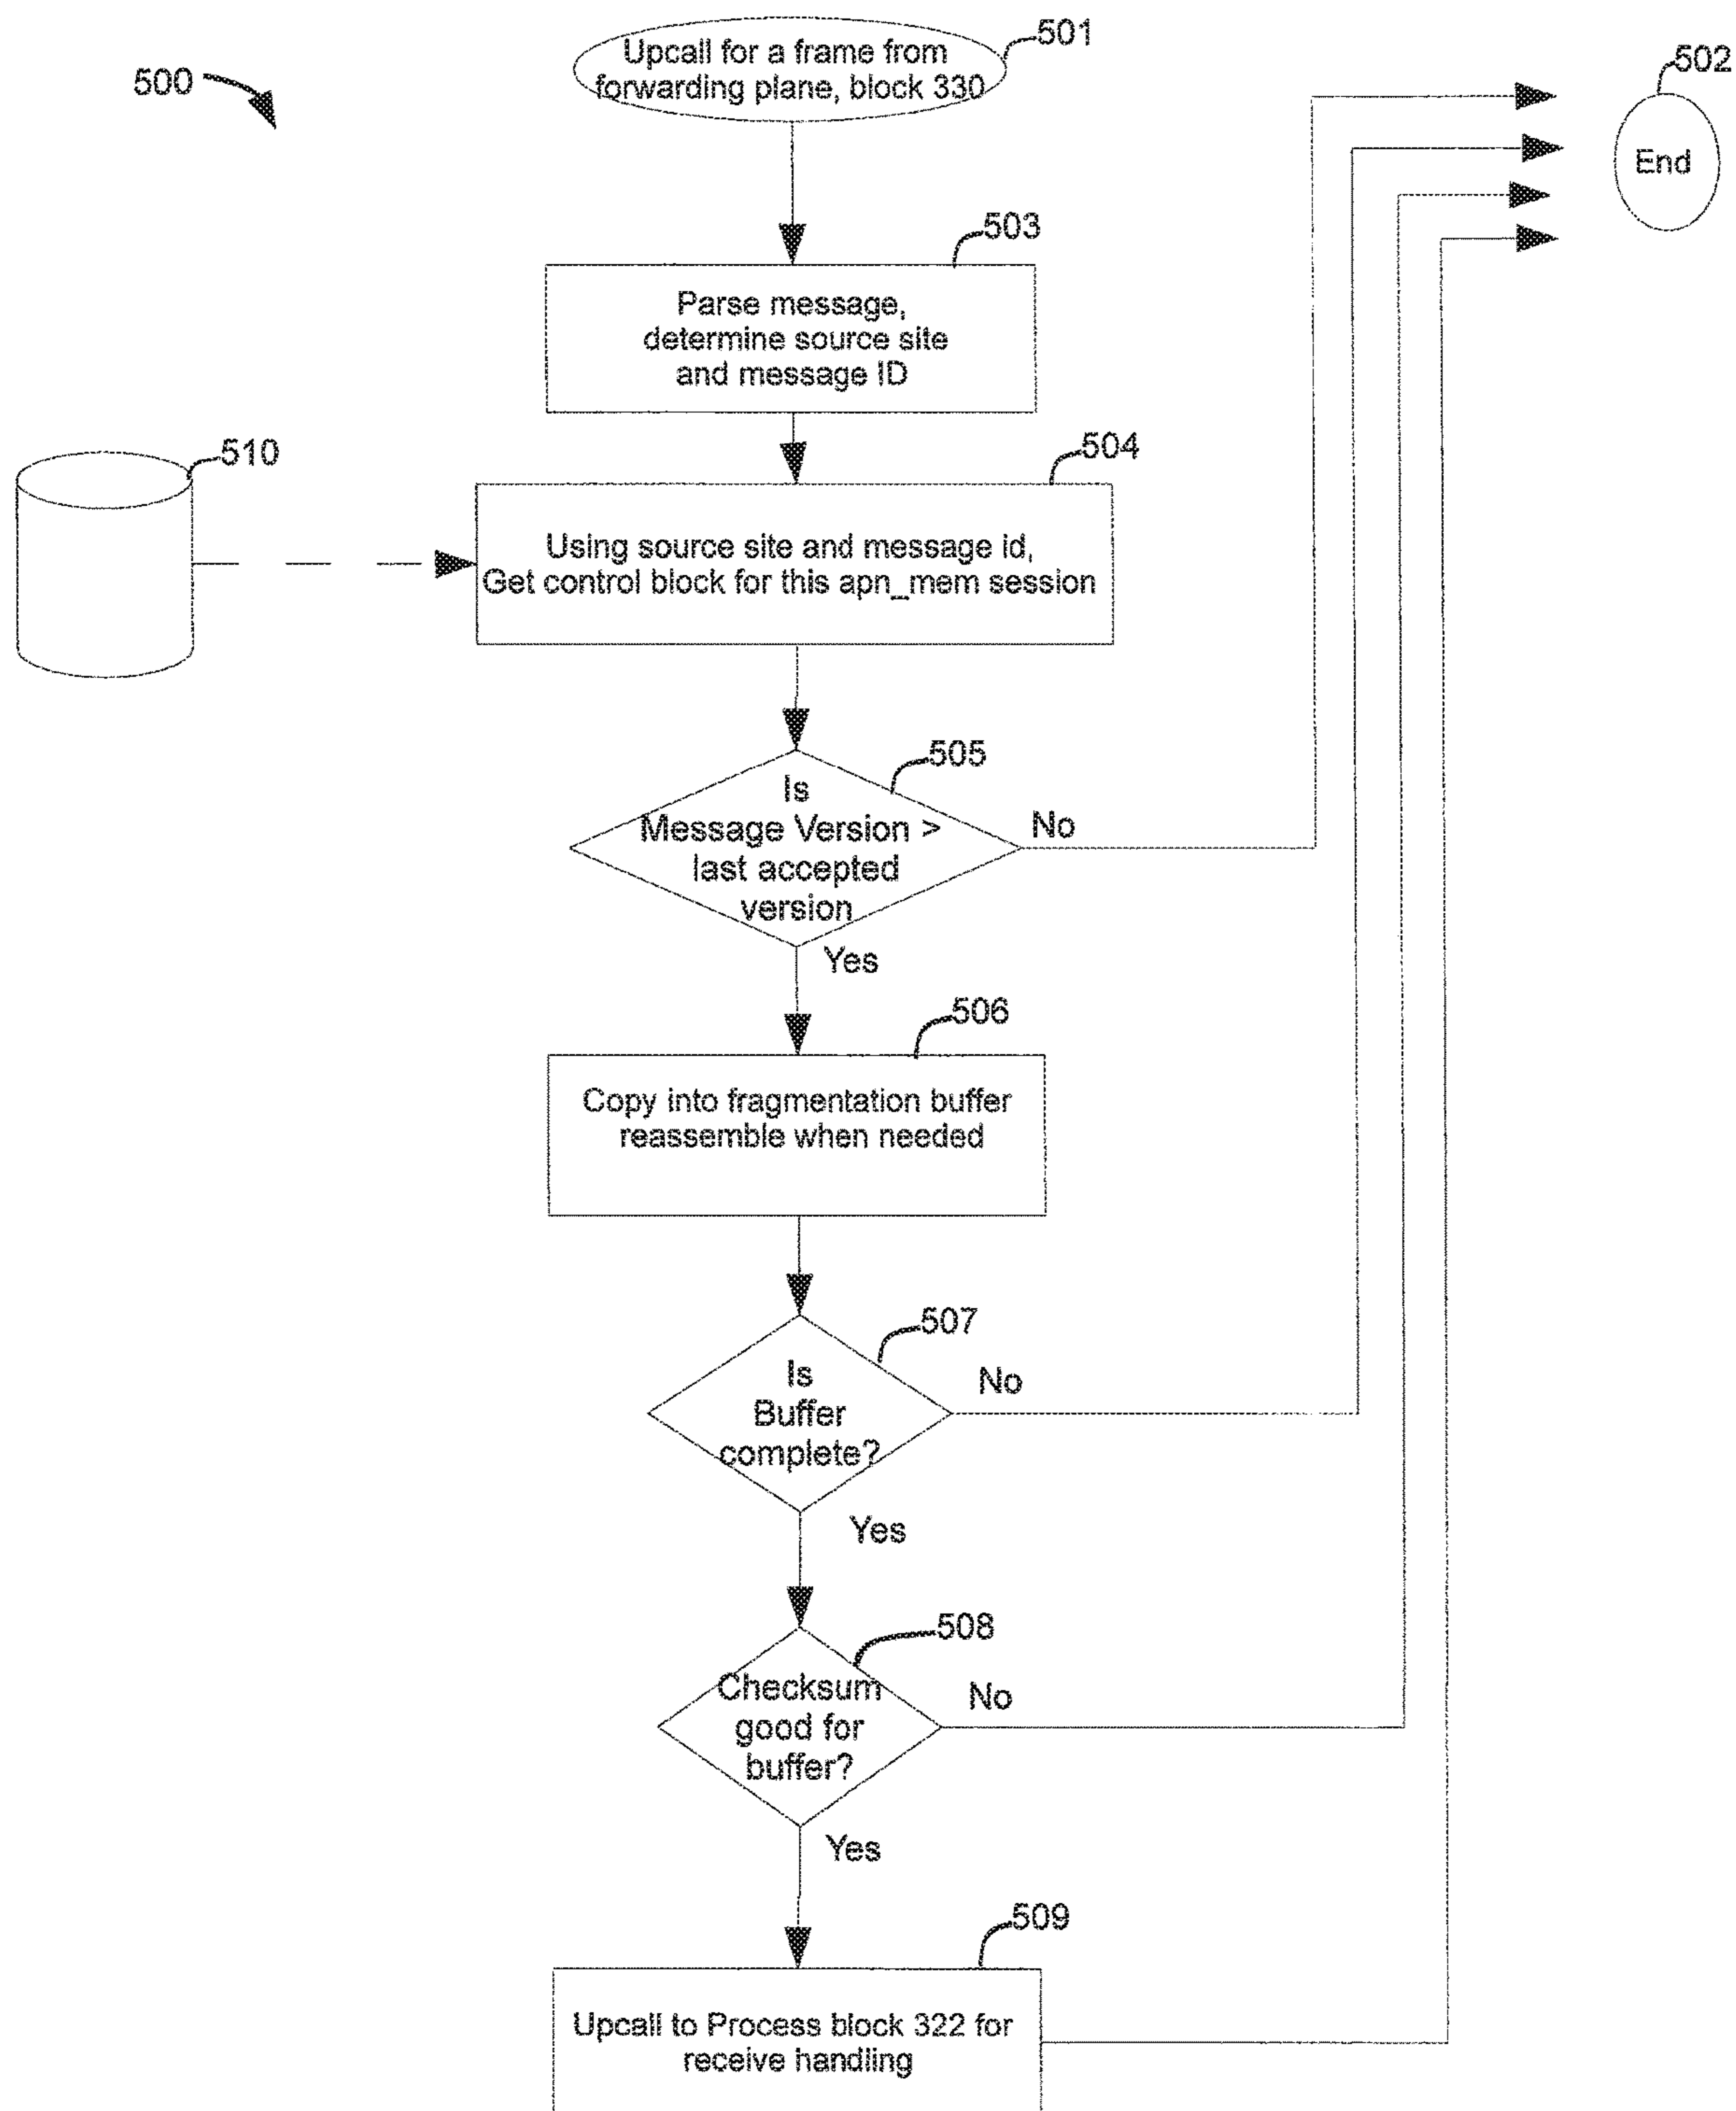 501
Upcall for a frame from
forwarding plane, block 330
500
502
End
503
Parse message,
determine source site
and message ID
510
504
Using source site and message id,
Get control block for this apn_mem session
505
Is
Message Version >
last accepted
version
No
Yes
506
Copy into fragmentation buffer
reassemble when needed
507
Is
Buffer
complete?
No
Yes
508
Checksum
good for
buffer?
No
Yes
509
Upcall to Process block 322 for
receive handling